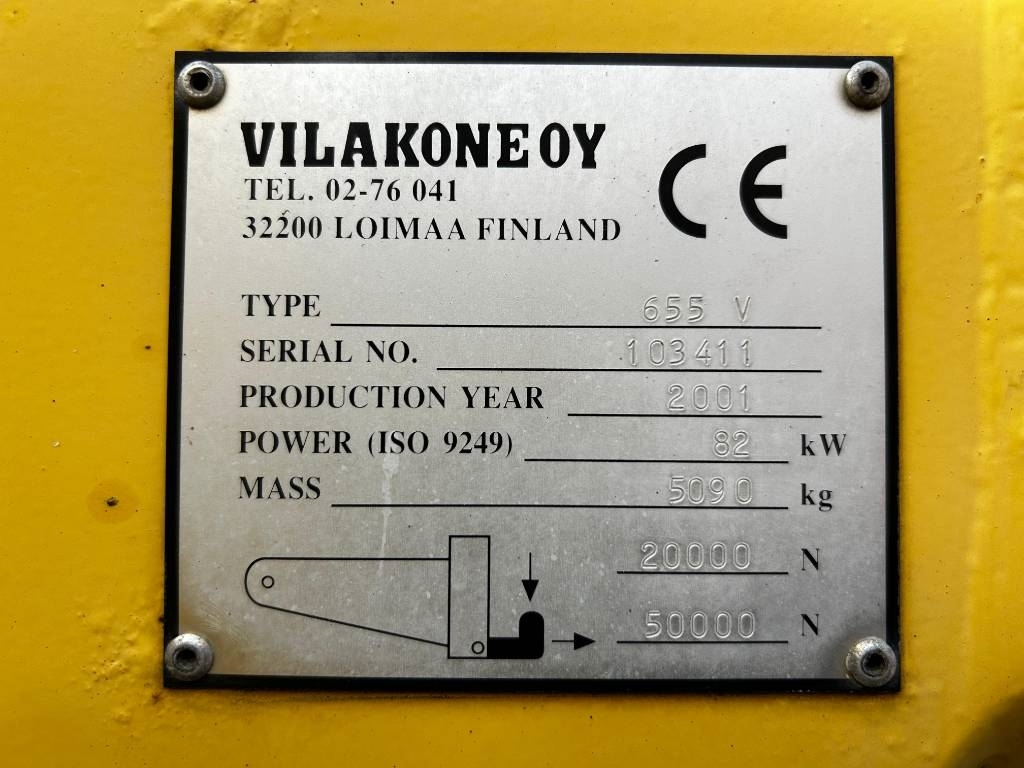 VILAKONE OY
TEL. 02-76 041
32200 LOIMAA FINLAND
CE
TYPE 655 V
SERIAL NO. 103411
PRODUCTION YEAR 2001
POWER (ISO 9249) 82 kW
MASS 5090 kg
20000 N
50000 N